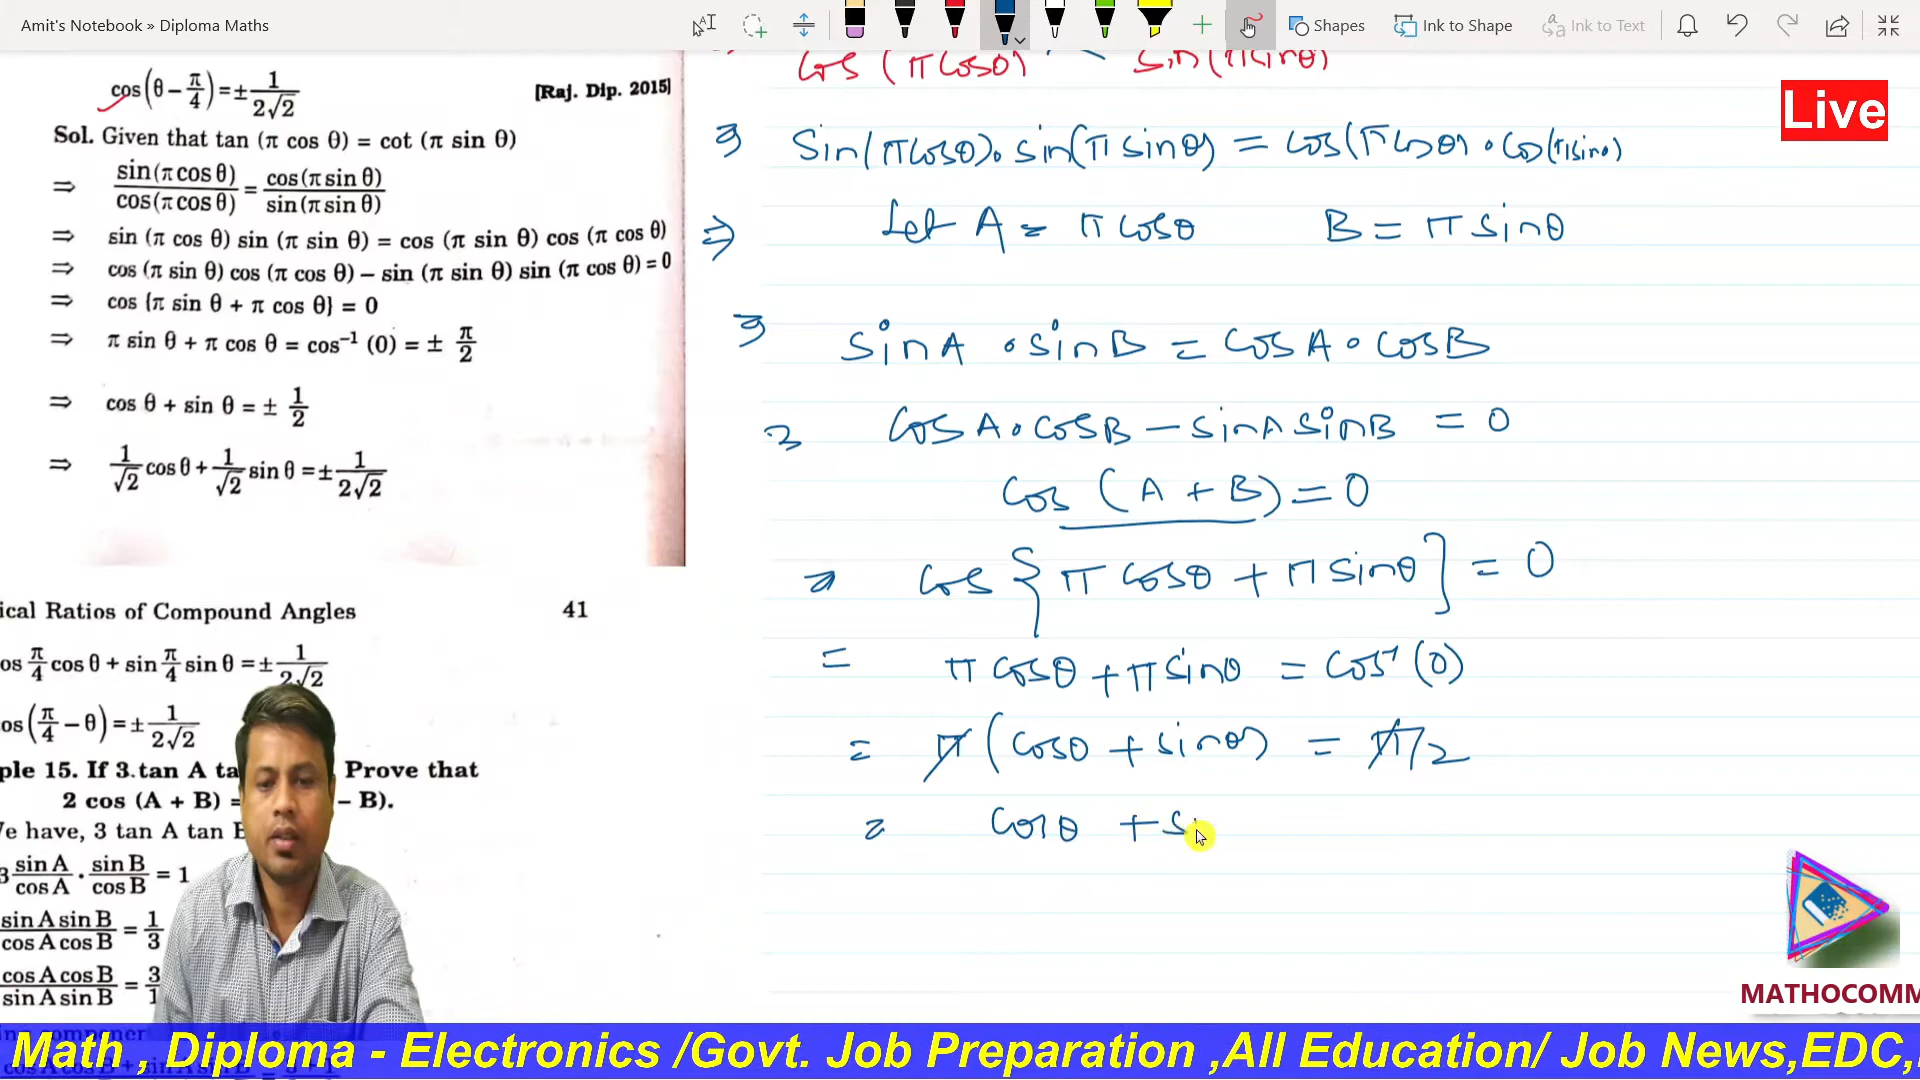 Amit's Notebook » Diploma Maths
Shapes
Ink to Shape
Ink to Text
cos(θ − π/4) = ± 1/2√2
[Raj. Dip. 2015]
Sol. Given that tan (π cos θ) = cot (π sin θ)
⇒ sin(π cos θ)/cos(π cos θ) = cos(π sin θ)/sin(π sin θ)
⇒ sin (π cos θ) sin (π sin θ) = cos (π sin θ) cos (π cos θ)
⇒ cos (π sin θ) cos (π cos θ) − sin (π sin θ) sin (π cos θ) = 0
⇒ cos {π sin θ + π cos θ} = 0
⇒ π sin θ + π cos θ = cos⁻¹ (0) = ± π/2
⇒ cos θ + sin θ = ± 1/2
⇒ 1/√2 cos θ + 1/√2 sin θ = ± 1/2√2
ical Ratios of Compound Angles
41
os π/4 cos θ + sin π/4 sin θ = ± 1/2√2
os(π/4 − θ) = ± 1/2√2
ple 15. If 3 tan A ta Prove that
2 cos (A + B) = − B).
e have, 3 tan A tan B
3 sin A/cos A · sin B/cos B = 1
sin A sin B/cos A cos B = 1/3
cos A cos B/sin A sin B = 3/1
cos (π cosθ) sin(π sinθ)
⇒ Sin(π cosθ). sin(π sinθ) = cos(π cosθ) . cos(π sinθ)
⇒ Let A = π cosθ B = π sinθ
⇒ sinA . sinB = cosA . cosB
⇒ cosA . cosB − sinA sinB = 0
cos (A + B) = 0
⇒ cos {π cosθ + π sinθ] = 0
= π cosθ + π sinθ = cos⁻¹ (0)
= π (cosθ + sinθ) = π/2
= cosθ + s
Live
MATHOCOMM
Math , Diploma - Electronics /Govt. Job Preparation ,All Education/ Job News,EDC,